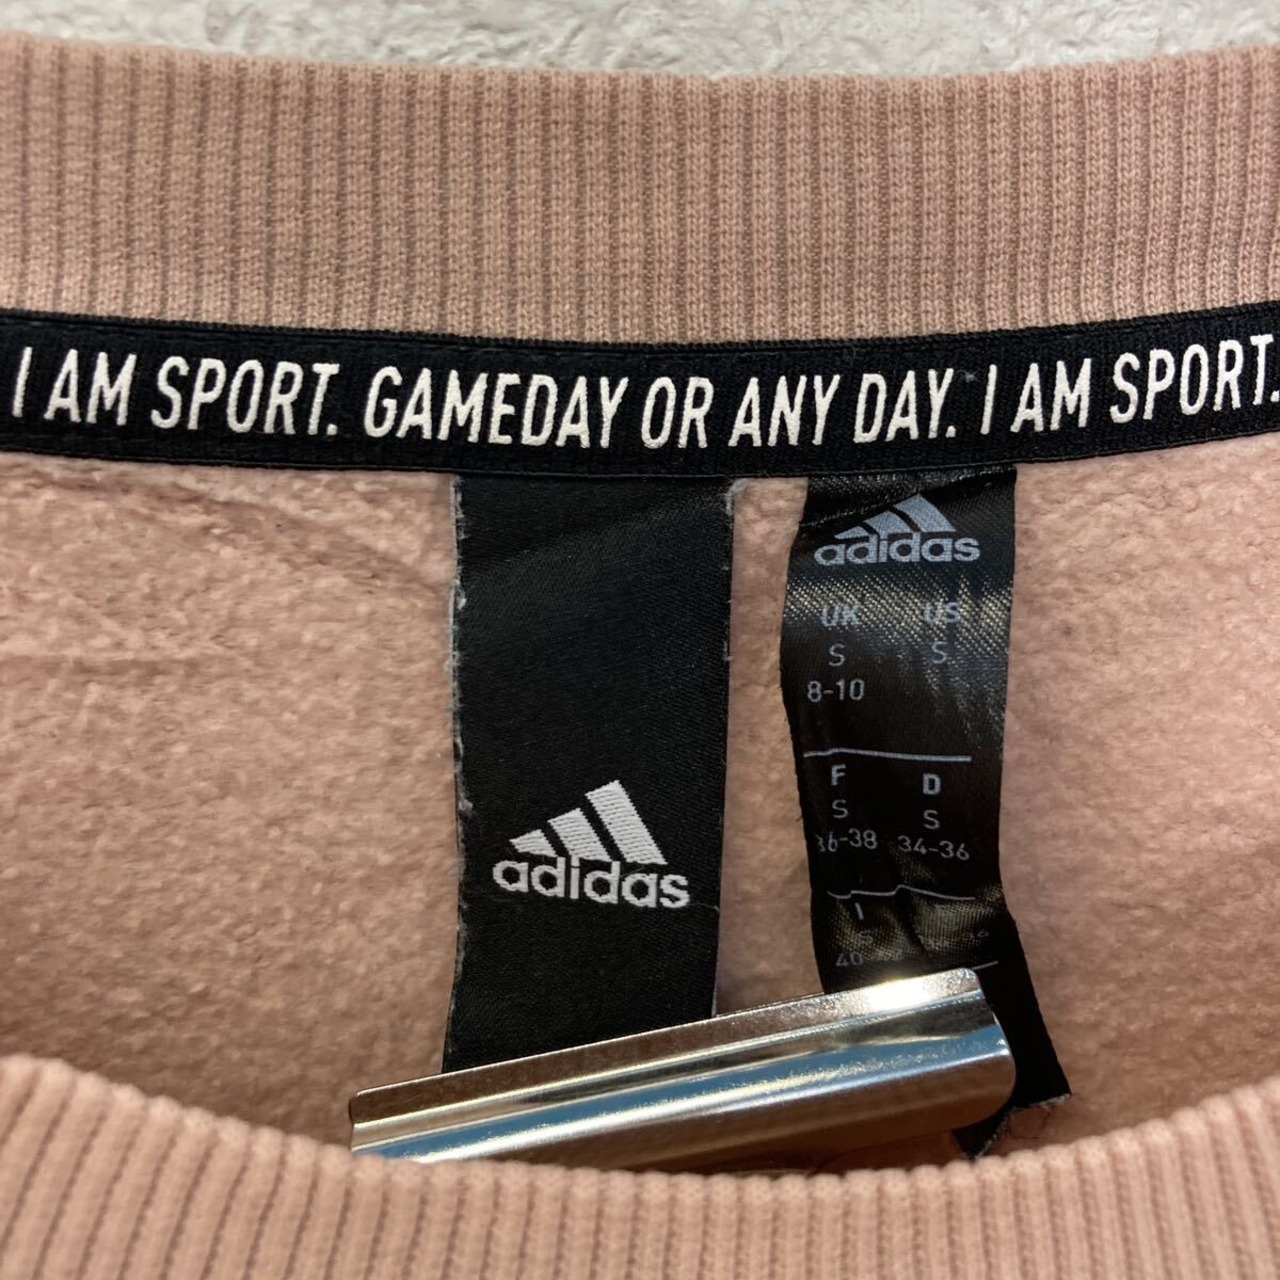 I AM SPORT. GAMEDAY OR ANY DAY. I AM SPORT.
adidas
adidas
UK US
S S
8-10
F D
S S
36-38 34-36
I
40